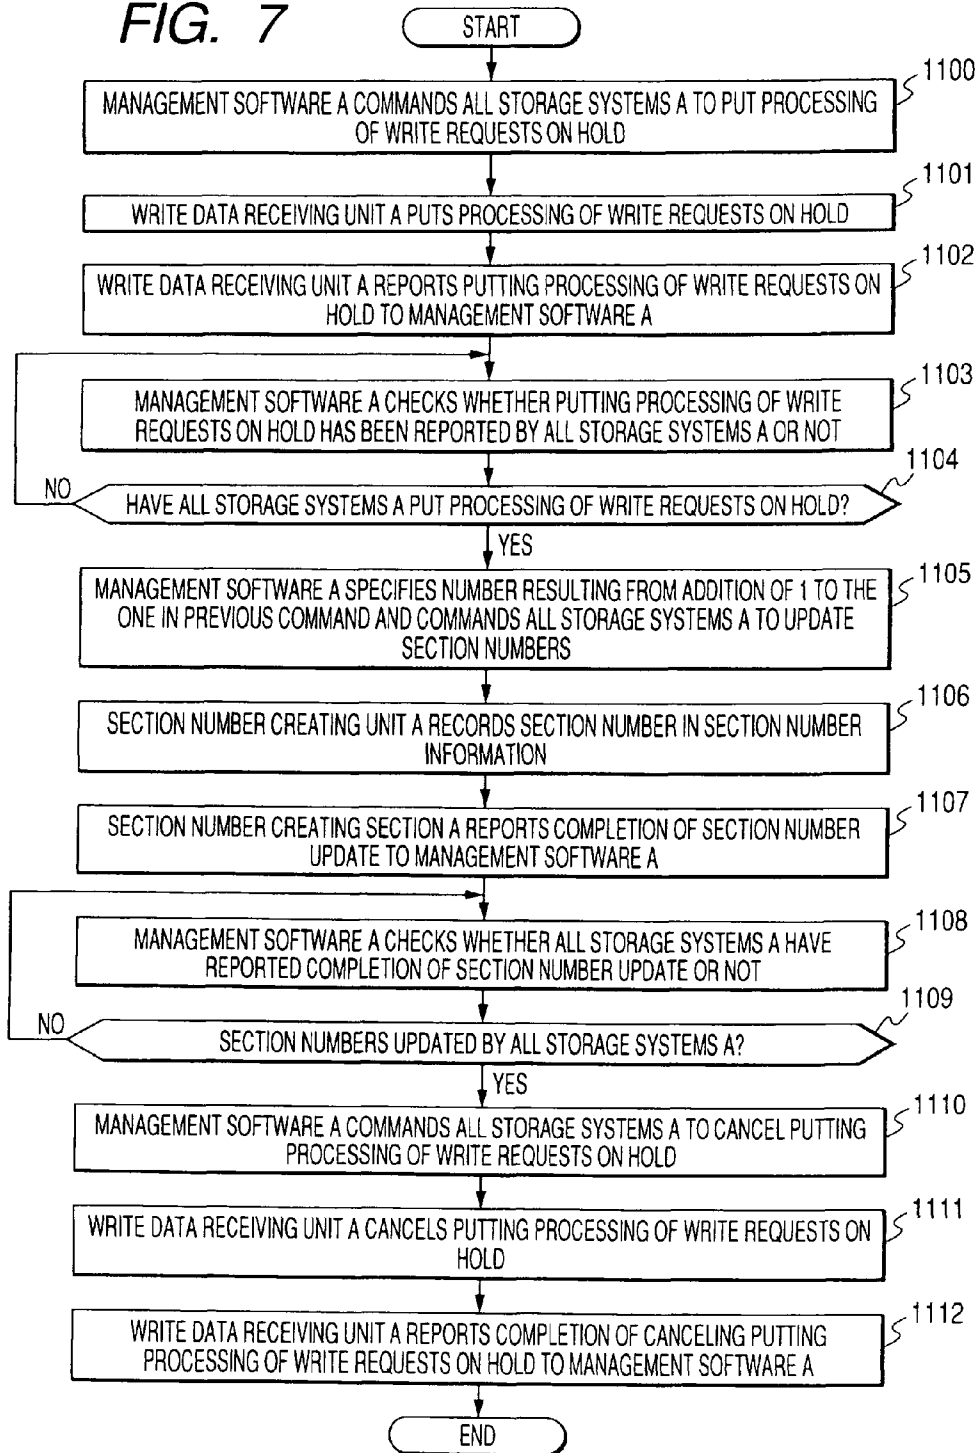 FIG. 7
START
1100
MANAGEMENT SOFTWARE A COMMANDS ALL STORAGE SYSTEMS A TO PUT PROCESSING
OF WRITE REQUESTS ON HOLD
1101
WRITE DATA RECEIVING UNIT A PUTS PROCESSING OF WRITE REQUESTS ON HOLD
1102
WRITE DATA RECEIVING UNIT A REPORTS PUTTING PROCESSING OF WRITE REQUESTS ON
HOLD TO MANAGEMENT SOFTWARE A
1103
MANAGEMENT SOFTWARE A CHECKS WHETHER PUTTING PROCESSING OF WRITE
REQUESTS ON HOLD HAS BEEN REPORTED BY ALL STORAGE SYSTEMS A OR NOT
1104
NO
HAVE ALL STORAGE SYSTEMS A PUT PROCESSING OF WRITE REQUESTS ON HOLD?
YES
1105
MANAGEMENT SOFTWARE A SPECIFIES NUMBER RESULTING FROM ADDITION OF 1 TO THE
ONE IN PREVIOUS COMMAND AND COMMANDS ALL STORAGE SYSTEMS A TO UPDATE
SECTION NUMBERS
1106
SECTION NUMBER CREATING UNIT A RECORDS SECTION NUMBER IN SECTION NUMBER
INFORMATION
1107
SECTION NUMBER CREATING SECTION A REPORTS COMPLETION OF SECTION NUMBER
UPDATE TO MANAGEMENT SOFTWARE A
1108
MANAGEMENT SOFTWARE A CHECKS WHETHER ALL STORAGE SYSTEMS A HAVE
REPORTED COMPLETION OF SECTION NUMBER UPDATE OR NOT
1109
NO
SECTION NUMBERS UPDATED BY ALL STORAGE SYSTEMS A?
YES
1110
MANAGEMENT SOFTWARE A COMMANDS ALL STORAGE SYSTEMS A TO CANCEL PUTTING
PROCESSING OF WRITE REQUESTS ON HOLD
1111
WRITE DATA RECEIVING UNIT A CANCELS PUTTING PROCESSING OF WRITE REQUESTS ON
HOLD
1112
WRITE DATA RECEIVING UNIT A REPORTS COMPLETION OF CANCELING PUTTING
PROCESSING OF WRITE REQUESTS ON HOLD TO MANAGEMENT SOFTWARE A
END